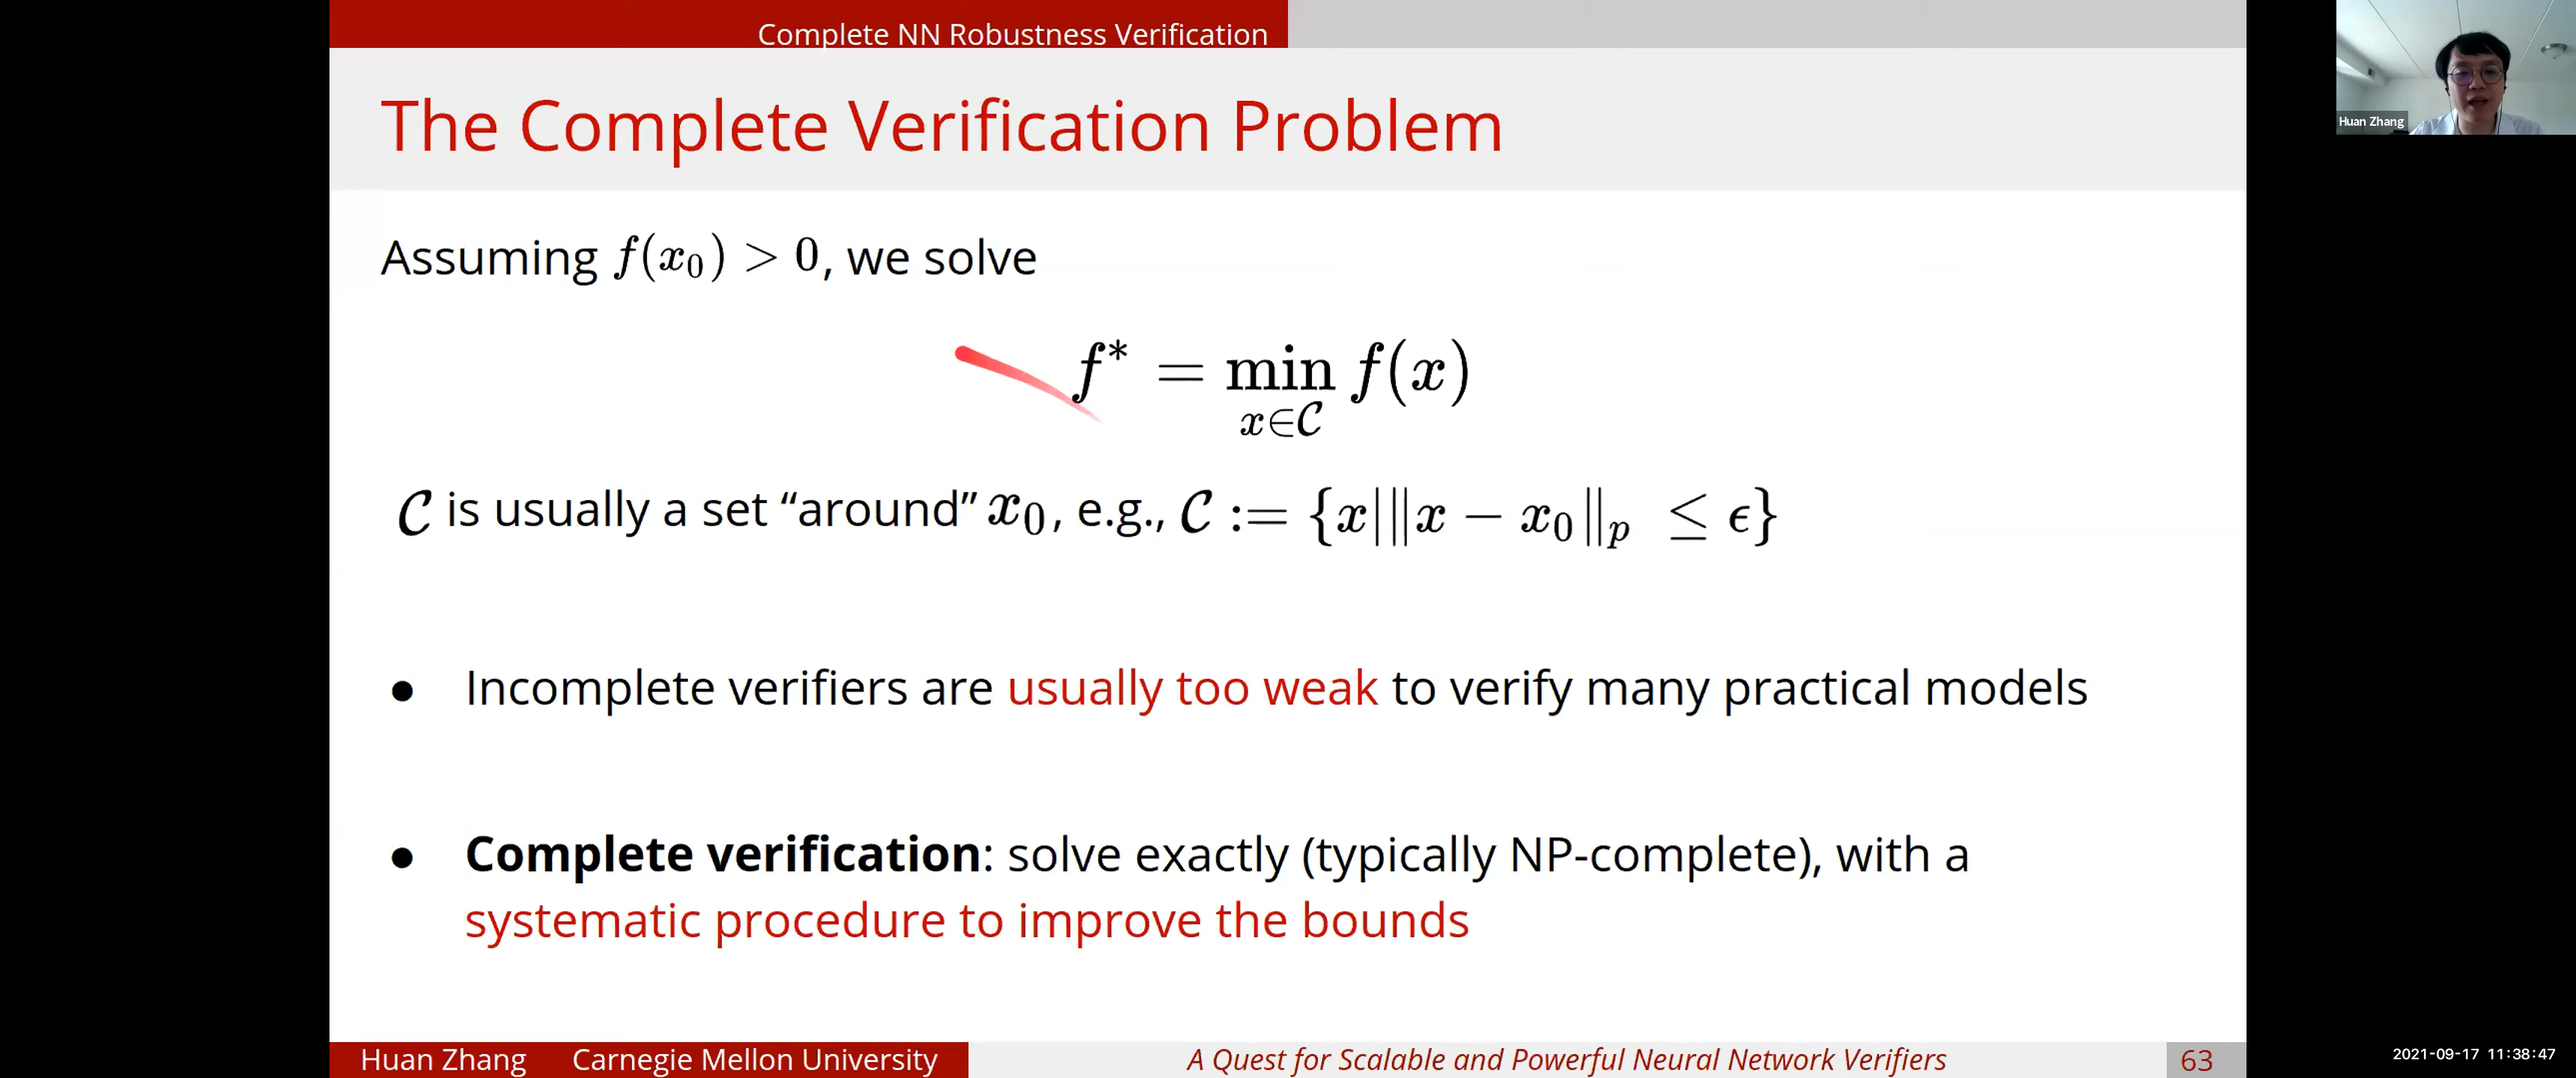 Complete NN Robustness Verification
Huan Zhang
The Complete Verification Problem
Assuming f(x₀) > 0, we solve
f* = min f(x)
x∈𝒞
𝒞 is usually a set “around” x₀, e.g., 𝒞 := {x|‖x − x₀‖ₚ ≤ ϵ}
● Incomplete verifiers are usually too weak to verify many practical models
● Complete verification: solve exactly (typically NP-complete), with a
systematic procedure to improve the bounds
Huan Zhang Carnegie Mellon University A Quest for Scalable and Powerful Neural Network Verifiers 63
2021-09-17 11:38:47